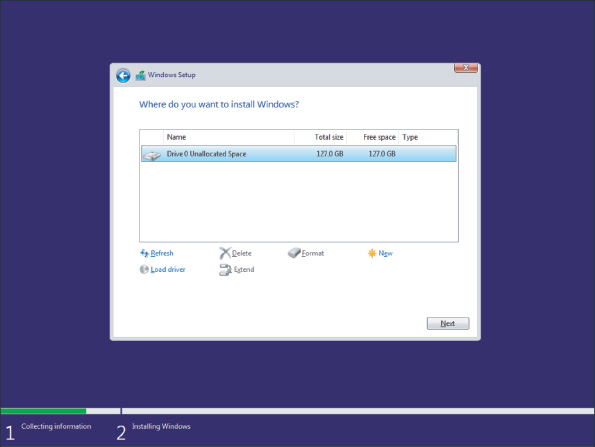 Windows Setup
Where do you want to install Windows?
Name Total size Free space Type
Drive 0 Unallocated Space 127.0 GB 127.0 GB
Refresh Delete Format New
Load driver Extend
Next
1 Collecting information 2 Installing Windows